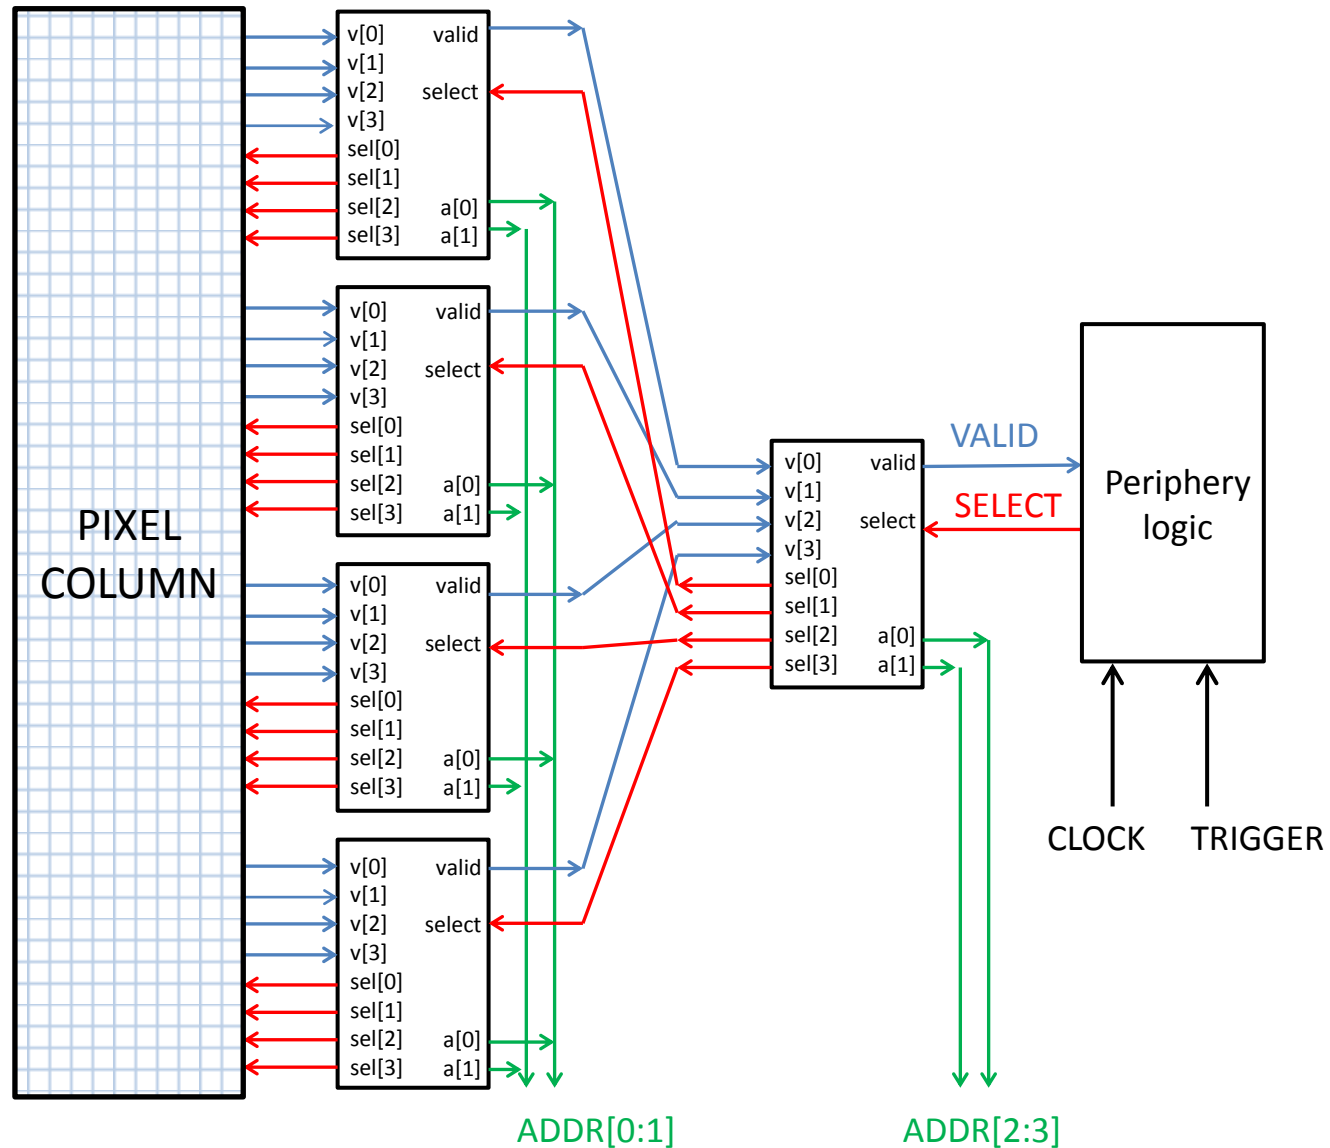 PIXEL
COLUMN
v[0] valid
v[1]
v[2] select
v[3]
sel[0]
sel[1]
sel[2] a[0]
sel[3] a[1]
v[0] valid
v[1]
v[2] select
v[3]
sel[0]
sel[1]
sel[2] a[0]
sel[3] a[1]
v[0] valid
v[1]
v[2] select
v[3]
sel[0]
sel[1]
sel[2] a[0]
sel[3] a[1]
v[0] valid
v[1]
v[2] select
v[3]
sel[0]
sel[1]
sel[2] a[0]
sel[3] a[1]
v[0] valid
v[1]
v[2] select
v[3]
sel[0]
sel[1]
sel[2] a[0]
sel[3] a[1]
VALID
SELECT
Periphery
logic
CLOCK TRIGGER
ADDR[0:1] ADDR[2:3]